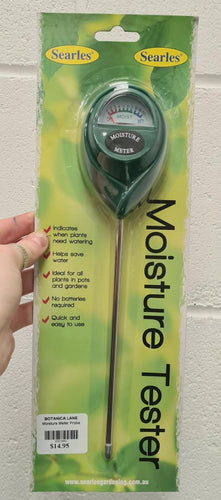 Searles®
Searles®
MOIST
MOISTURE
METER
Indicates
when plants
need watering
Helps save
water
Ideal for all
plants in pots
and gardens
No batteries
required
Quick and
easy to use
Moisture Tester
BOTANICA LANE
Moisture Meter Probe
$14.95
www.searlesgardening.com.au